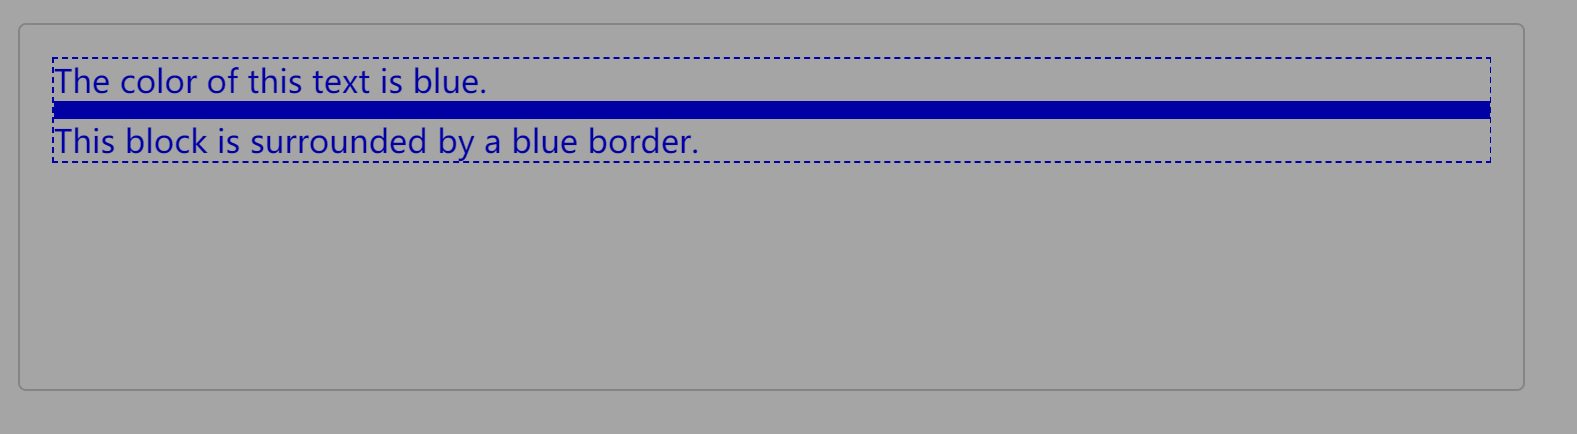 The color of this text is blue.
This block is surrounded by a blue border.